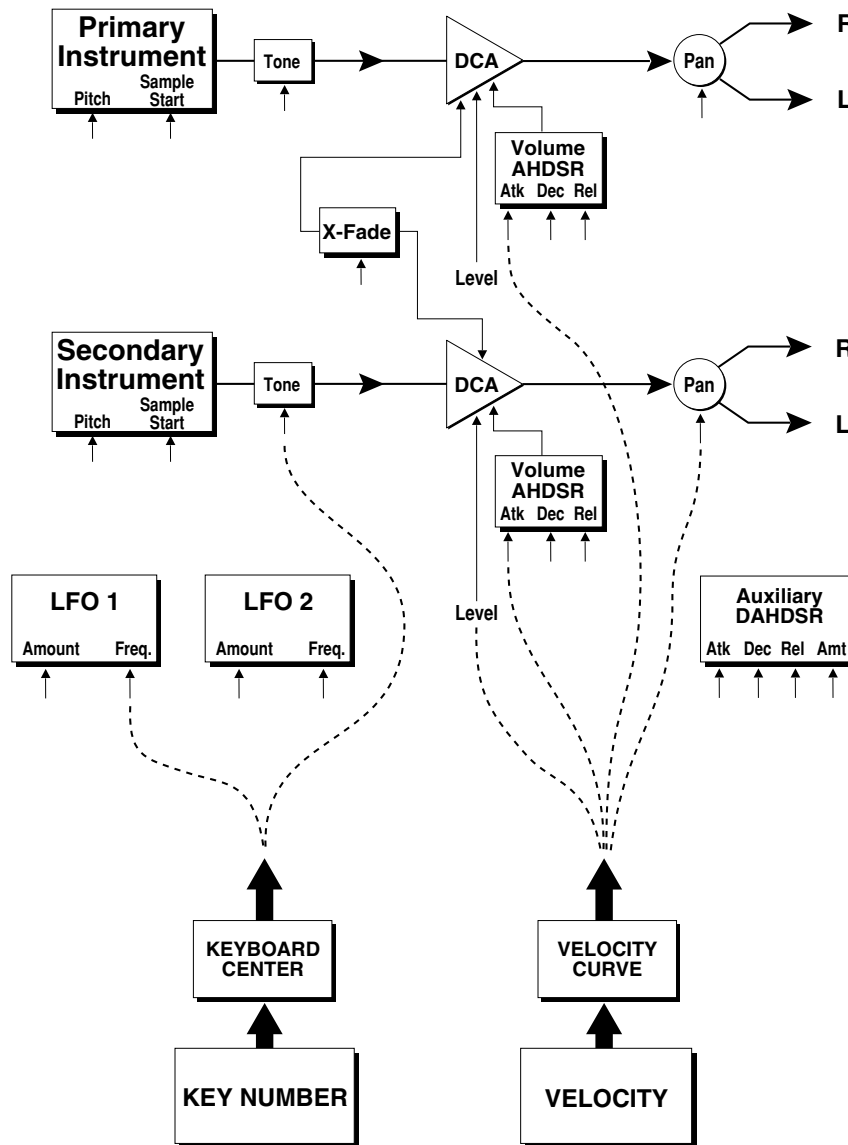 Primary
Instrument
Pitch
Sample
Start
Tone
DCA
Pan
R
L
Volume
AHDSR
Atk Dec Rel
X-Fade
Level
Secondary
Instrument
Pitch
Sample
Start
Tone
DCA
Pan
R
L
Volume
AHDSR
Atk Dec Rel
Level
LFO 1
Amount Freq.
LFO 2
Amount Freq.
Auxiliary
DAHDSR
Atk Dec Rel Amt
KEYBOARD
CENTER
VELOCITY
CURVE
KEY NUMBER
VELOCITY